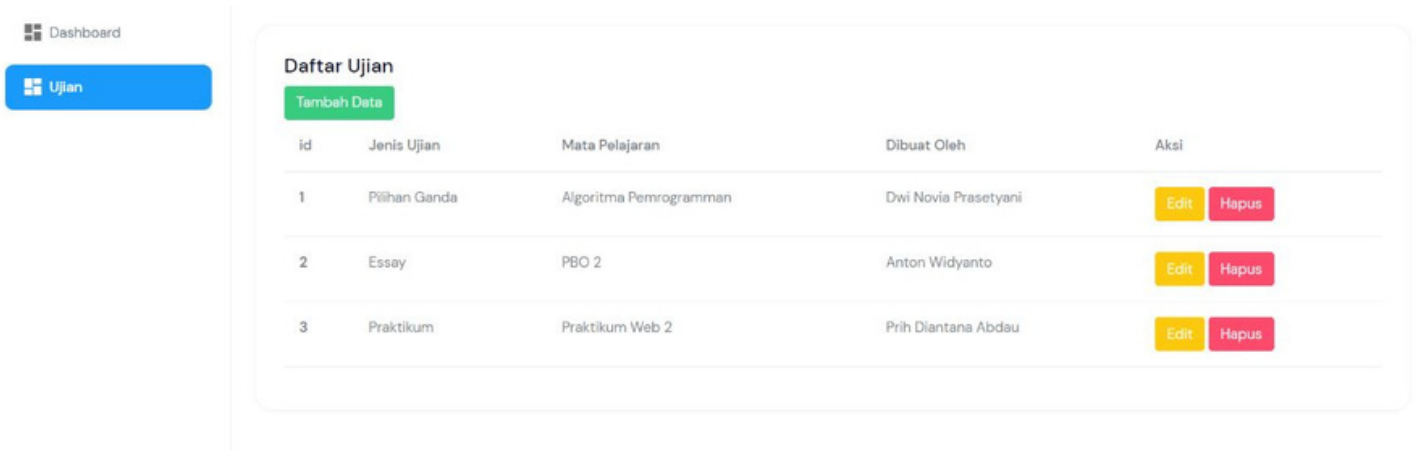 Dashboard
Ujian
Daftar Ujian
Tambah Data
id Jenis Ujian Mata Pelajaran Dibuat Oleh Aksi
1 Pilihan Ganda Algoritma Pemrogramman Dwi Novia Prasetyani Edit Hapus
2 Essay PBO 2 Anton Widyanto Edit Hapus
3 Praktikum Praktikum Web 2 Prih Diantana Abdau Edit Hapus